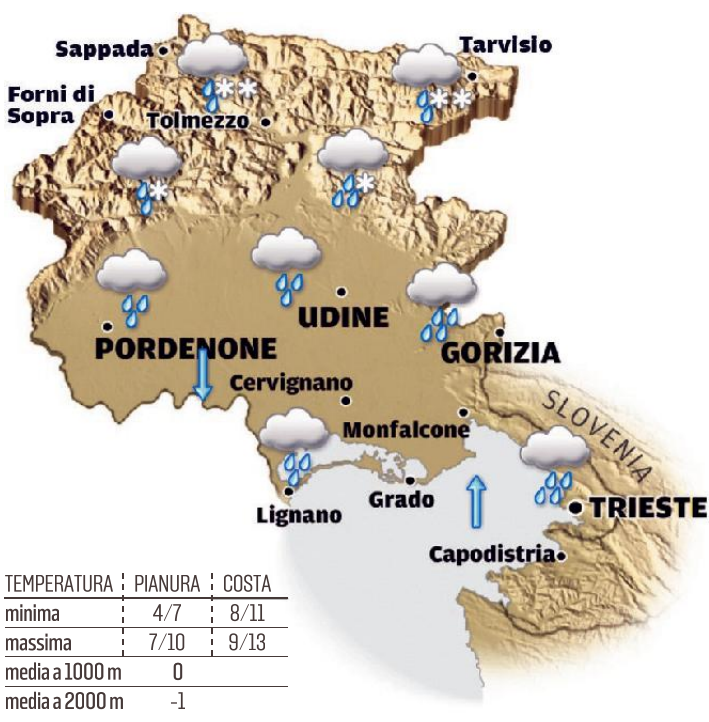 Sappada
Tarvisio
Forni di
Sopra
Tolmezzo
UDINE
PORDENONE
GORIZIA
Cervignano
SLOVENIA
Monfalcone
Grado
Lignano
TRIESTE
Capodistria
TEMPERATURA PIANURA COSTA
minima 4/7 8/11
massima 7/10 9/13
media a 1000 m 0
media a 2000 m -1